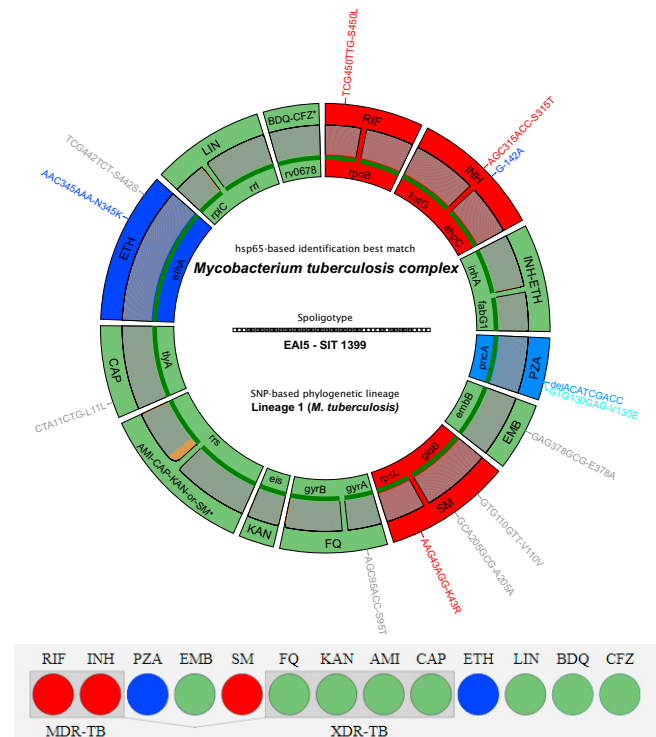 TCG450TTG-S450L
AGC315ACC-S315T
G-142A
TCG442TCT-S442S
AAC345AAA-N345K
BDQ-CFZ*
RIF
LIN
INH
rv0678
rpoB
rrl
rplC
katG
ahpC
ETH
ethA
inhA
fabG1
INH-ETH
hsp65-based identification best match
Mycobacterium tuberculosis complex
Spoligotype
EAI5 - SIT 1399
SNP-based phylogenetic lineage
Lineage 1 (M. tuberculosis)
CAP
tlyA
pncA
PZA
delACATCGACC
GTG130GAG-V130E
CTA11CTG-L11L
embB
EMB
GAG378GCG-E378A
AMI-CAP-KAN-or-SM*
rrs
gidB
rpsL
SM
eis
gyrB
gyrA
KAN
FQ
GTG110GTT-V110V
GCA205GCG-A205A
AAG43AGG-K43R
AGC95ACC-S95T
RIF INH PZA EMB SM FQ KAN AMI CAP ETH LIN BDQ CFZ
MDR-TB XDR-TB